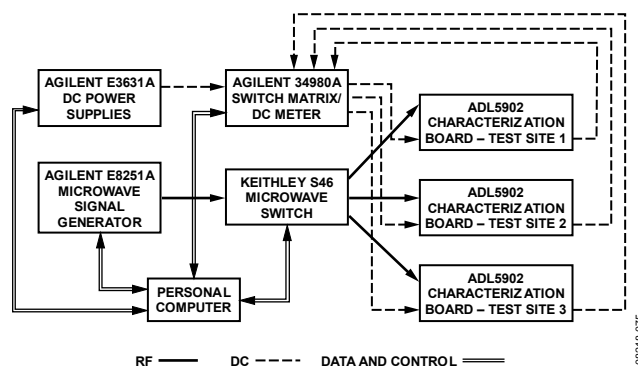 AGILENT E3631A
DC POWER
SUPPLIES
AGILENT 34980A
SWITCH MATRIX/
DC METER
ADL5902
CHARACTERIZATION
BOARD – TEST SITE 1
AGILENT E8251A
MICROWAVE
SIGNAL
GENERATOR
KEITHLEY S46
MICROWAVE
SWITCH
ADL5902
CHARACTERIZATION
BOARD – TEST SITE 2
PERSONAL
COMPUTER
ADL5902
CHARACTERIZATION
BOARD – TEST SITE 3
RF
DC
DATA AND CONTROL